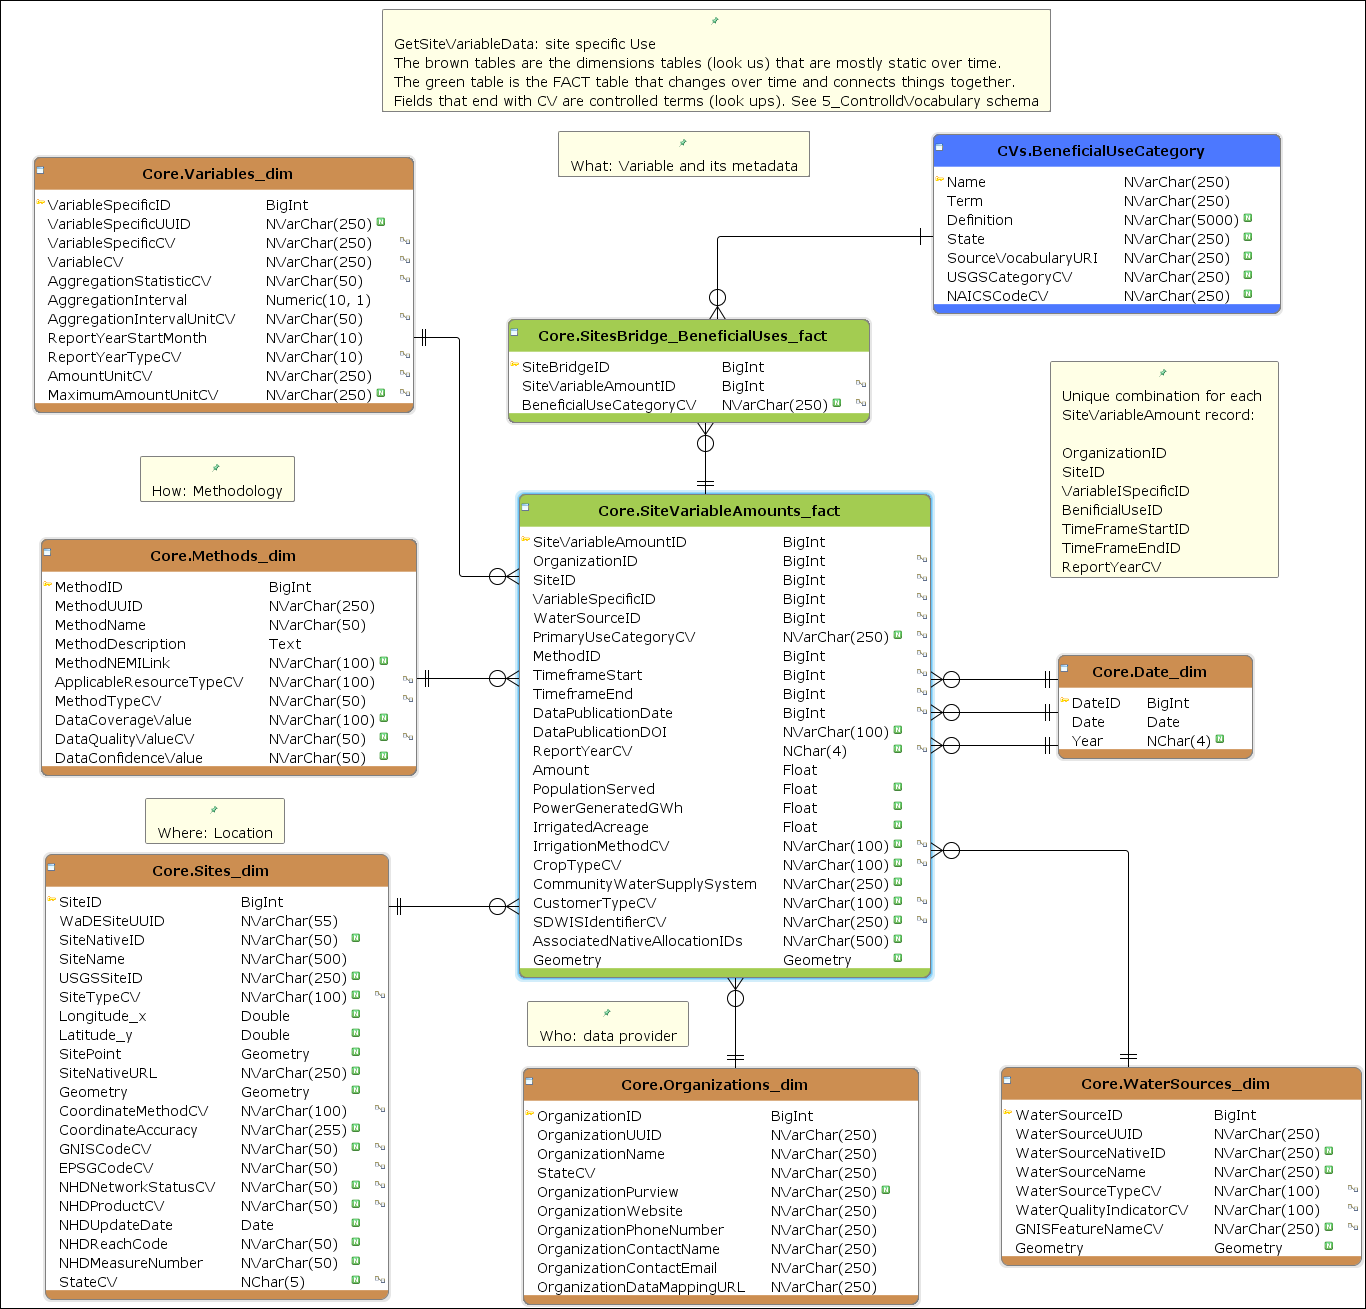 GetSiteVariableData: site specific Use
The brown tables are the dimensions tables (look us) that are mostly static over time.
The green table is the FACT table that changes over time and connects things together.
Fields that end with CV are controlled terms (look ups). See 5_ControlldVocabulary schema
What: Variable and its metadata
CVs.BeneficialUseCategory
Name NVarChar(250)
Term NVarChar(250)
Definition NVarChar(5000) N
State NVarChar(250) N
SourceVocabularyURI NVarChar(250) N
USGSCategoryCV NVarChar(250) N
NAICSCodeCV NVarChar(250) N
Core.Variables_dim
VariableSpecificID BigInt
VariableSpecificUUID NVarChar(250) N
VariableSpecificCV NVarChar(250)
VariableCV NVarChar(250)
AggregationStatisticCV NVarChar(50)
AggregationInterval Numeric(10, 1)
AggregationIntervalUnitCV NVarChar(50)
ReportYearStartMonth NVarChar(10)
ReportYearTypeCV NVarChar(10)
AmountUnitCV NVarChar(250)
MaximumAmountUnitCV NVarChar(250) N
Core.SitesBridge_BeneficialUses_fact
SiteBridgeID BigInt
SiteVariableAmountID BigInt
BeneficialUseCategoryCV NVarChar(250) N
Unique combination for each
SiteVariableAmount record:
OrganizationID
SiteID
VariableISpecificID
BenificialUseID
TimeFrameStartID
TimeFrameEndID
ReportYearCV
How: Methodology
Core.Methods_dim
MethodID BigInt
MethodUUID NVarChar(250)
MethodName NVarChar(50)
MethodDescription Text
MethodNEMILink NVarChar(100) N
ApplicableResourceTypeCV NVarChar(100)
MethodTypeCV NVarChar(50)
DataCoverageValue NVarChar(100) N
DataQualityValueCV NVarChar(50) N
DataConfidenceValue NVarChar(50) N
Core.SiteVariableAmounts_fact
SiteVariableAmountID BigInt
OrganizationID BigInt
SiteID BigInt
VariableSpecificID BigInt
WaterSourceID BigInt
PrimaryUseCategoryCV NVarChar(250) N
MethodID BigInt
TimeframeStart BigInt
TimeframeEnd BigInt
DataPublicationDate BigInt
DataPublicationDOI NVarChar(100) N
ReportYearCV NChar(4) N
Amount Float
PopulationServed Float N
PowerGeneratedGWh Float N
IrrigatedAcreage Float N
IrrigationMethodCV NVarChar(100) N
CropTypeCV NVarChar(100) N
CommunityWaterSupplySystem NVarChar(250) N
CustomerTypeCV NVarChar(100) N
SDWISIdentifierCV NVarChar(250) N
AssociatedNativeAllocationIDs NVarChar(500) N
Geometry Geometry N
Core.Date_dim
DateID BigInt
Date Date
Year NChar(4) N
Where: Location
Core.Sites_dim
SiteID BigInt
WaDESiteUUID NVarChar(55)
SiteNativeID NVarChar(50) N
SiteName NVarChar(500)
USGSSiteID NVarChar(250) N
SiteTypeCV NVarChar(100) N
Longitude_x Double N
Latitude_y Double N
SitePoint Geometry N
SiteNativeURL NVarChar(250) N
Geometry Geometry N
CoordinateMethodCV NVarChar(100)
CoordinateAccuracy NVarChar(255) N
GNISCodeCV NVarChar(50) N
EPSGCodeCV NVarChar(50)
NHDNetworkStatusCV NVarChar(50) N
NHDProductCV NVarChar(50) N
NHDUpdateDate Date N
NHDReachCode NVarChar(50) N
NHDMeasureNumber NVarChar(50) N
StateCV NChar(5) N
Who: data provider
Core.Organizations_dim
OrganizationID BigInt
OrganizationUUID NVarChar(250)
OrganizationName NVarChar(250)
StateCV NVarChar(250)
OrganizationPurview NVarChar(250) N
OrganizationWebsite NVarChar(250)
OrganizationPhoneNumber NVarChar(250)
OrganizationContactName NVarChar(250)
OrganizationContactEmail NVarChar(250)
OrganizationDataMappingURL NVarChar(250)
Core.WaterSources_dim
WaterSourceID BigInt
WaterSourceUUID NVarChar(250)
WaterSourceNativeID NVarChar(250) N
WaterSourceName NVarChar(250) N
WaterSourceTypeCV NVarChar(100)
WaterQualityIndicatorCV NVarChar(100)
GNISFeatureNameCV NVarChar(250) N
Geometry Geometry N